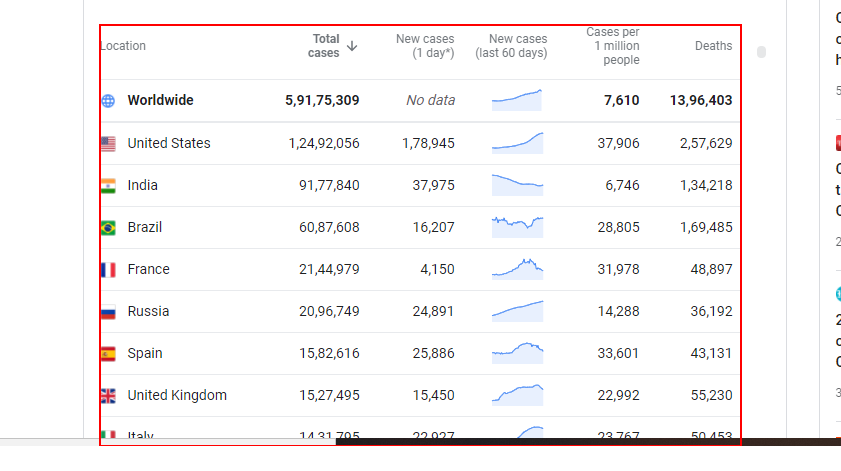 Location Total cases New cases (1 day*) New cases (last 60 days) Cases per 1 million people Deaths
Worldwide 5,91,75,309 No data 7,610 13,96,403
United States 1,24,92,056 1,78,945 37,906 2,57,629
India 91,77,840 37,975 6,746 1,34,218
Brazil 60,87,608 16,207 28,805 1,69,485
France 21,44,979 4,150 31,978 48,897
Russia 20,96,749 24,891 14,288 36,192
Spain 15,82,616 25,886 33,601 43,131
United Kingdom 15,27,495 15,450 22,992 55,230
Italy 14,31,795 22,927 23,767 50,453